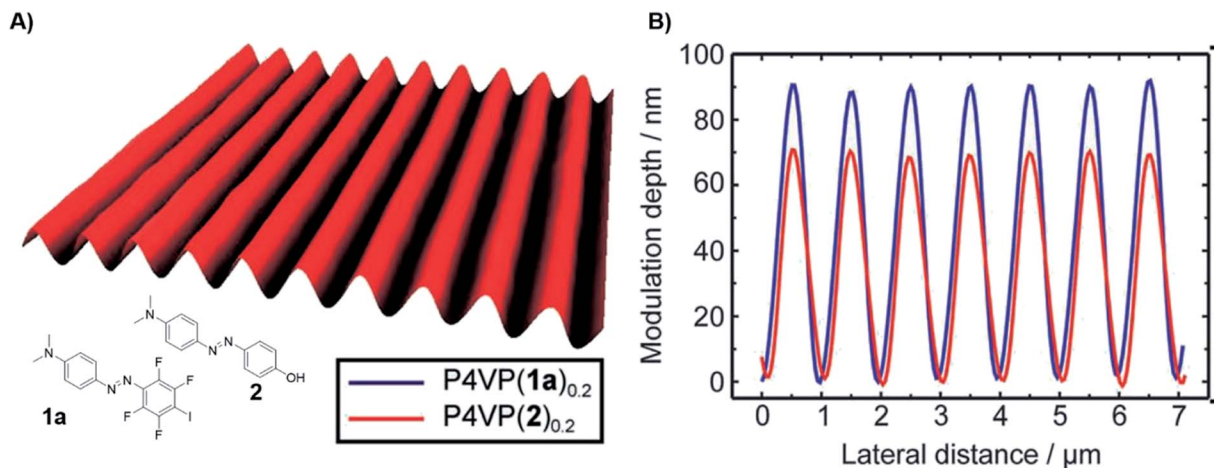 A)
N
N=N
OH
2
N
N=N
F
F
F
F
I
1a
P4VP(1a)0.2
P4VP(2)0.2
B)
Modulation depth / nm
100
80
60
40
20
0
0 1 2 3 4 5 6 7
Lateral distance / µm